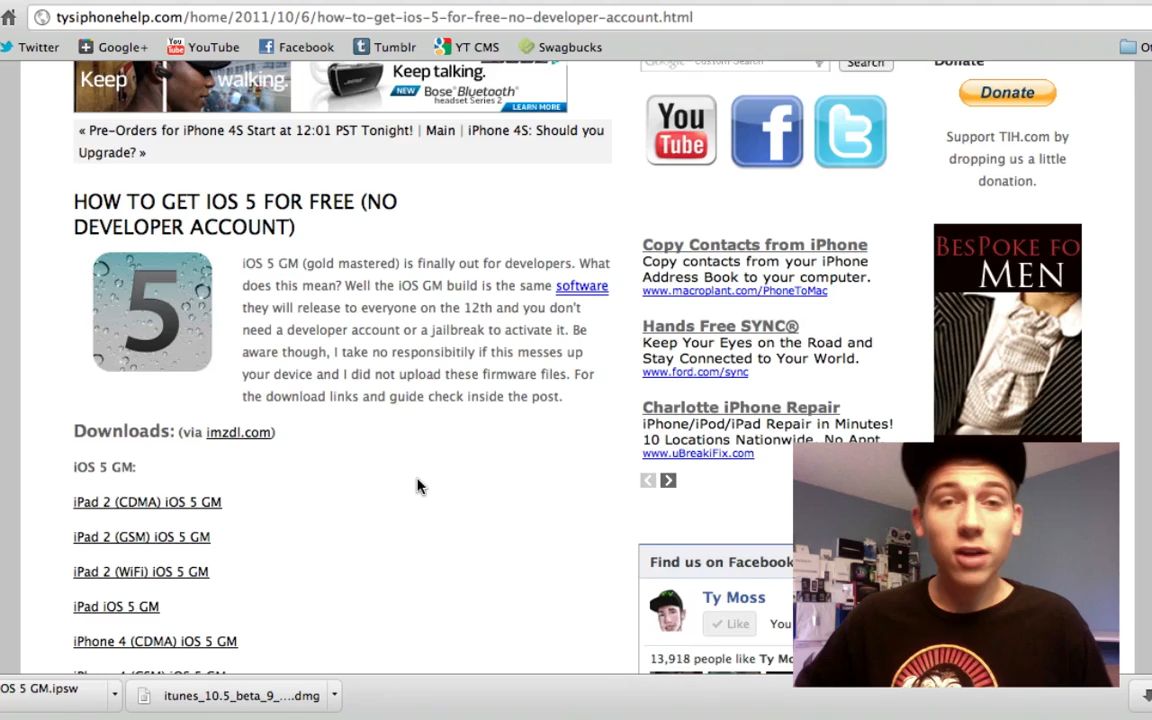 tysiphonehelp.com/home/2011/10/6/how-to-get-ios-5-for-free-no-developer-account.html
Twitter Google+ YouTube Facebook Tumblr YT CMS Swagbucks
Keep walking. Keep talking.
NEW Bose® Bluetooth®
headset Series 2
LEARN MORE
Google Custom Search Search
Donate
Donate
Support TIH.com by
dropping us a little
donation.
« Pre-Orders for iPhone 4S Start at 12:01 PST Tonight! | Main | iPhone 4S: Should you
Upgrade? »
You
Tube
HOW TO GET IOS 5 FOR FREE (NO
DEVELOPER ACCOUNT)
5
iOS 5 GM (gold mastered) is finally out for developers. What
does this mean? Well the iOS GM build is the same software
they will release to everyone on the 12th and you don't
need a developer account or a jailbreak to activate it. Be
aware though, I take no responsibitily if this messes up
your device and I did not upload these firmware files. For
the download links and guide check inside the post.
Downloads: (via imzdl.com)
iOS 5 GM:
iPad 2 (CDMA) iOS 5 GM
iPad 2 (GSM) iOS 5 GM
iPad 2 (WiFi) iOS 5 GM
iPad iOS 5 GM
iPhone 4 (CDMA) iOS 5 GM
Copy Contacts from iPhone
Copy contacts from your iPhone
Address Book to your computer.
www.macroplant.com/PhoneToMac
Hands Free SYNC®
Keep Your Eyes on the Road and
Stay Connected to Your World.
www.ford.com/sync
Charlotte iPhone Repair
iPhone/iPod/iPad Repair in Minutes!
10 Locations Nationwide. No Appt.
www.uBreakiFix.com
BESPOKE FO
MEN
Find us on Facebook
Ty Moss
Like You
13,918 people like Ty Mo
OS 5 GM.ipsw
itunes_10.5_beta_9_....dmg